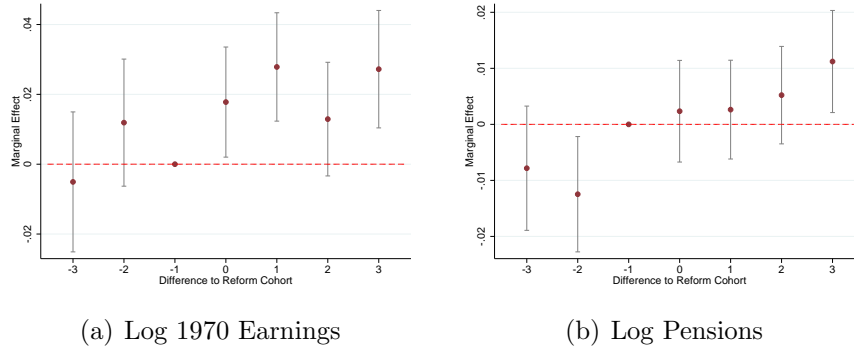 .04
.02
0
-.02
Marginal Effect
-3 -2 -1 0 1 2 3
Difference to Reform Cohort
(a) Log 1970 Earnings
.02
.01
0
-.01
-.02
Marginal Effect
-3 -2 -1 0 1 2 3
Difference to Reform Cohort
(b) Log Pensions